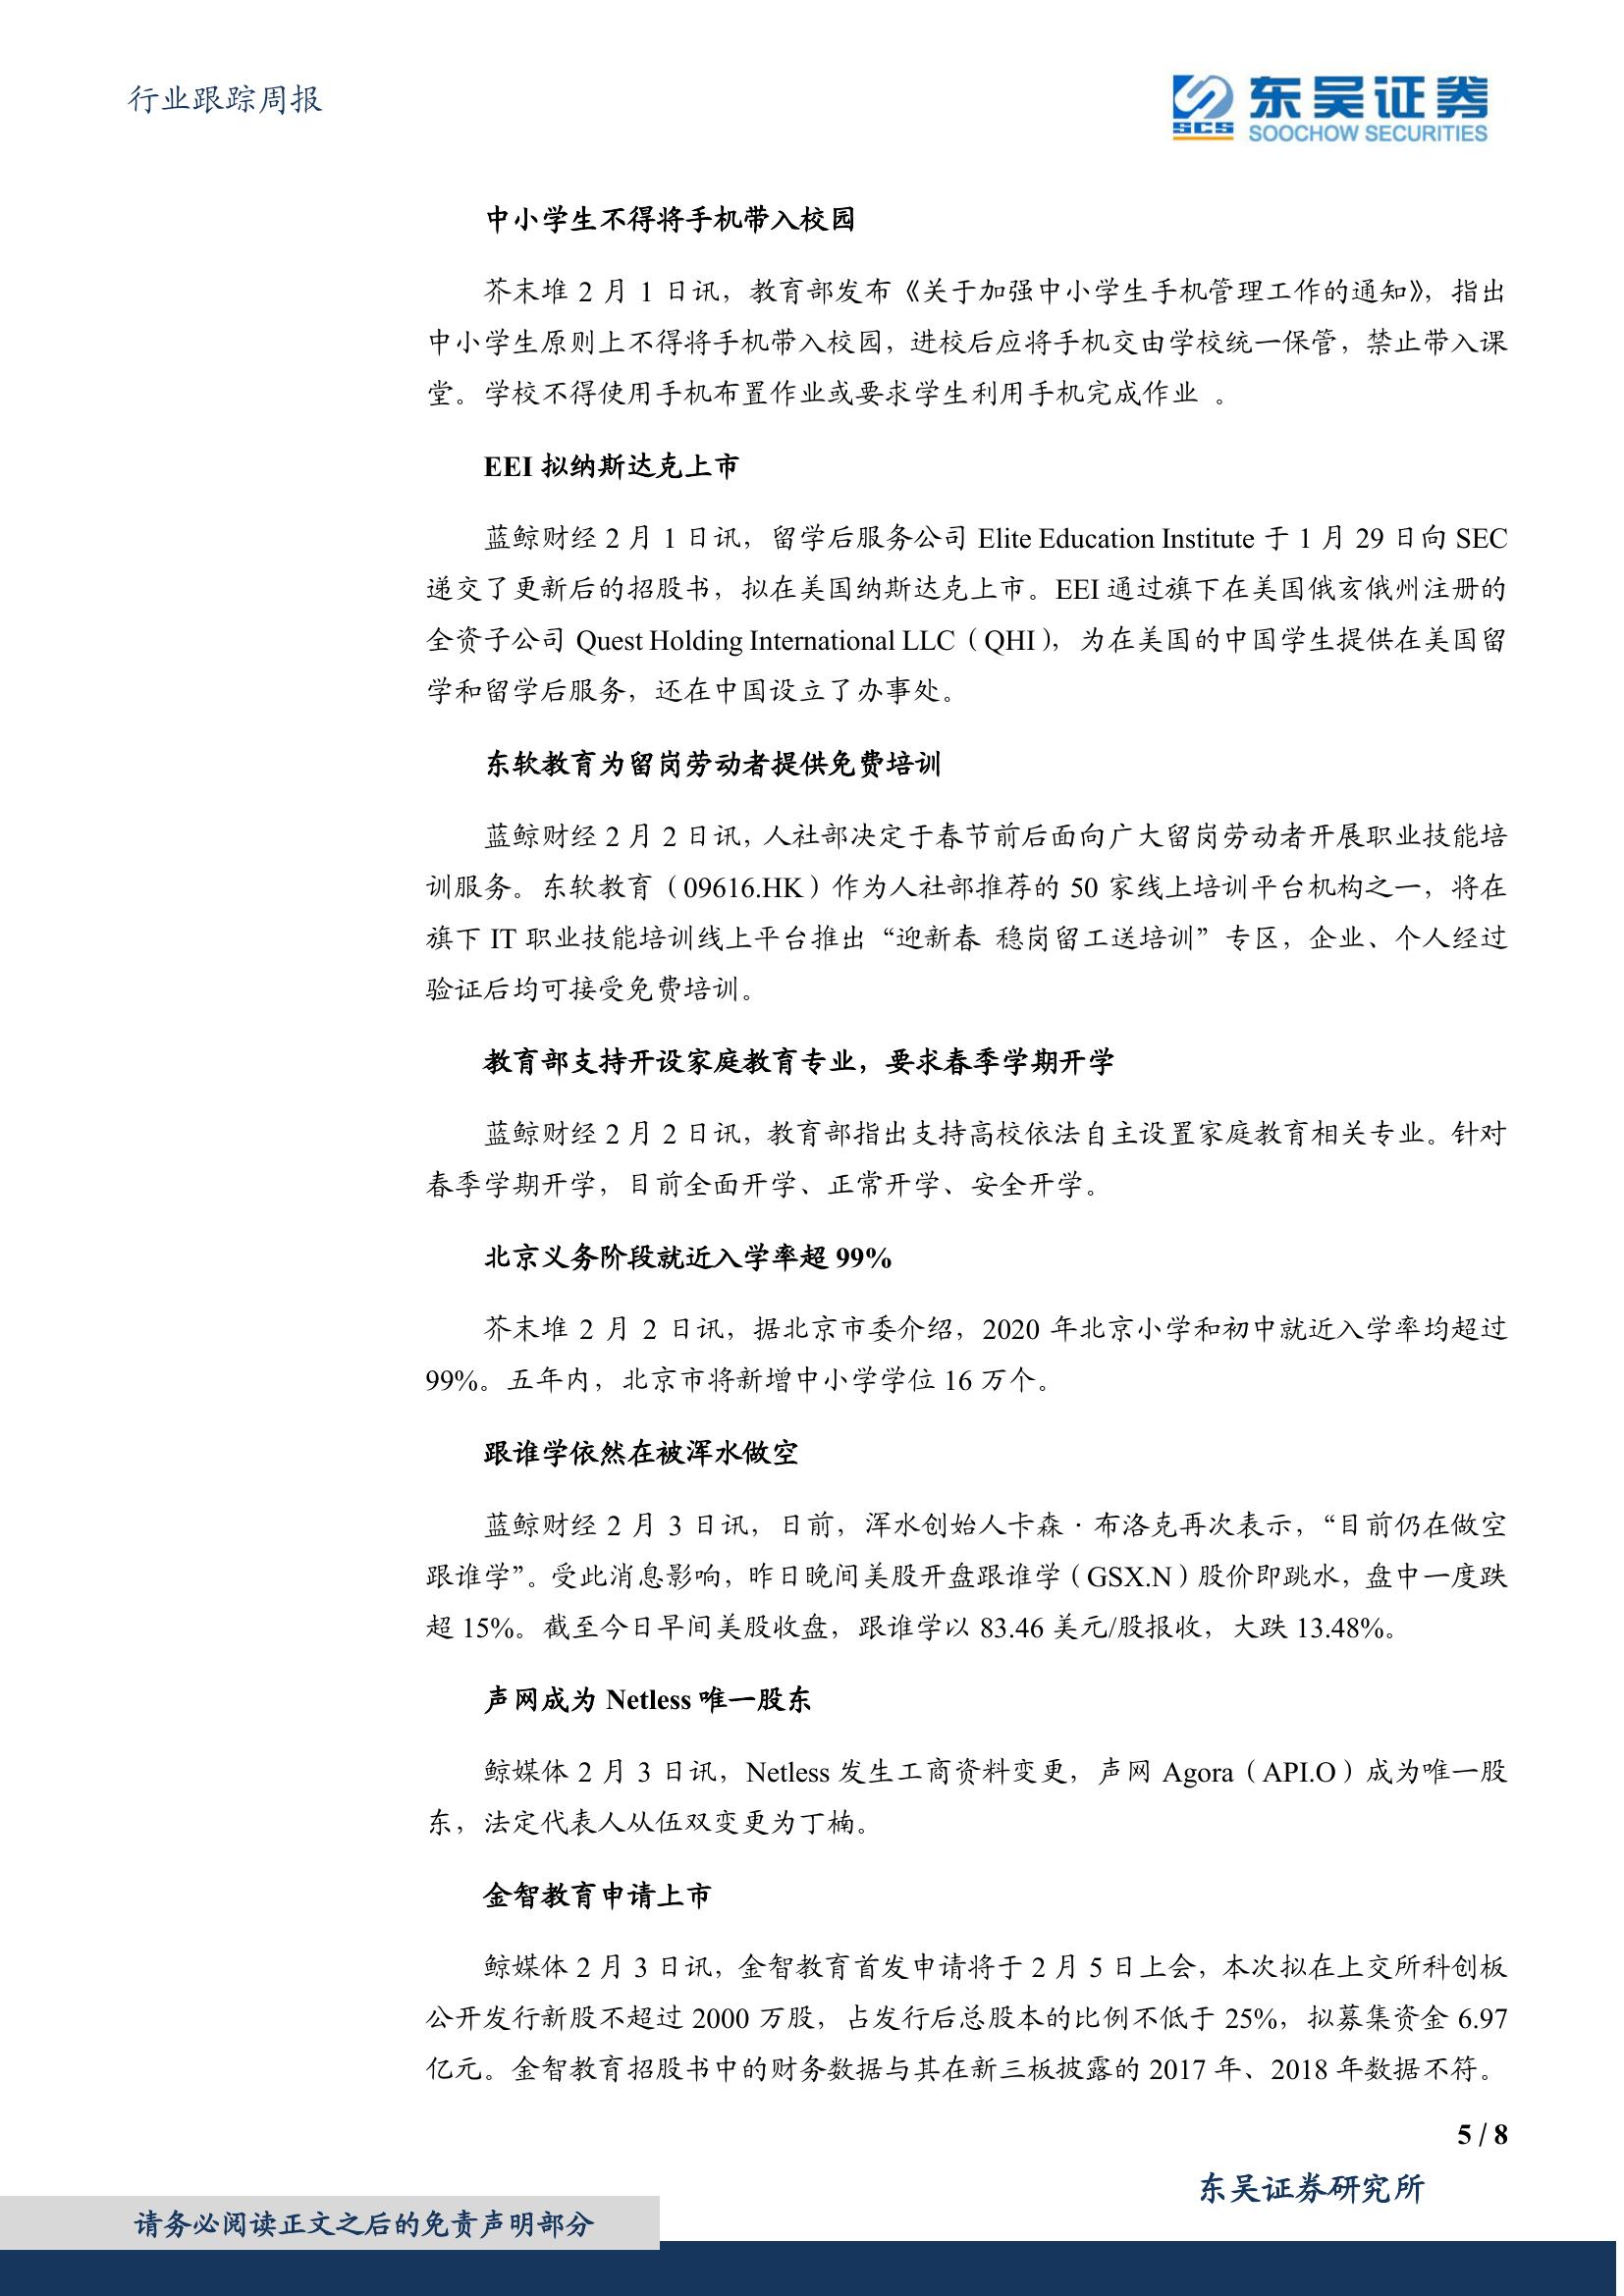 行业跟踪周报
东吴证券
SCS
SOOCHOW SECURITIES
中小学生不得将手机带入校园
芥末堆 2 月 1 日讯，教育部发布《关于加强中小学生手机管理工作的通知》，指出
中小学生原则上不得将手机带入校园，进校后应将手机交由学校统一保管，禁止带入课
堂。学校不得使用手机布置作业或要求学生利用手机完成作业 。
EEI 拟纳斯达克上市
蓝鲸财经 2 月 1 日讯，留学后服务公司 Elite Education Institute 于 1 月 29 日向 SEC
递交了更新后的招股书，拟在美国纳斯达克上市。EEI 通过旗下在美国俄亥俄州注册的
全资子公司 Quest Holding International LLC（QHI），为在美国的中国学生提供在美国留
学和留学后服务，还在中国设立了办事处。
东软教育为留岗劳动者提供免费培训
蓝鲸财经 2 月 2 日讯，人社部决定于春节前后面向广大留岗劳动者开展职业技能培
训服务。东软教育（09616.HK）作为人社部推荐的 50 家线上培训平台机构之一，将在
旗下 IT 职业技能培训线上平台推出“迎新春 稳岗留工送培训”专区，企业、个人经过
验证后均可接受免费培训。
教育部支持开设家庭教育专业，要求春季学期开学
蓝鲸财经 2 月 2 日讯，教育部指出支持高校依法自主设置家庭教育相关专业。针对
春季学期开学，目前全面开学、正常开学、安全开学。
北京义务阶段就近入学率超 99%
芥末堆 2 月 2 日讯，据北京市委介绍，2020 年北京小学和初中就近入学率均超过
99%。五年内，北京市将新增中小学学位 16 万个。
跟谁学依然在被浑水做空
蓝鲸财经 2 月 3 日讯，日前，浑水创始人卡森·布洛克再次表示，“目前仍在做空
跟谁学”。受此消息影响，昨日晚间美股开盘跟谁学（GSX.N）股价即跳水，盘中一度跌
超 15%。截至今日早间美股收盘，跟谁学以 83.46 美元/股报收，大跌 13.48%。
声网成为 Netless 唯一股东
鲸媒体 2 月 3 日讯，Netless 发生工商资料变更，声网 Agora（API.O）成为唯一股
东，法定代表人从伍双变更为丁楠。
金智教育申请上市
鲸媒体 2 月 3 日讯，金智教育首发申请将于 2 月 5 日上会，本次拟在上交所科创板
公开发行新股不超过 2000 万股，占发行后总股本的比例不低于 25%，拟募集资金 6.97
亿元。金智教育招股书中的财务数据与其在新三板披露的 2017 年、2018 年数据不符。
5 / 8
东吴证券研究所
请务必阅读正文之后的免责声明部分